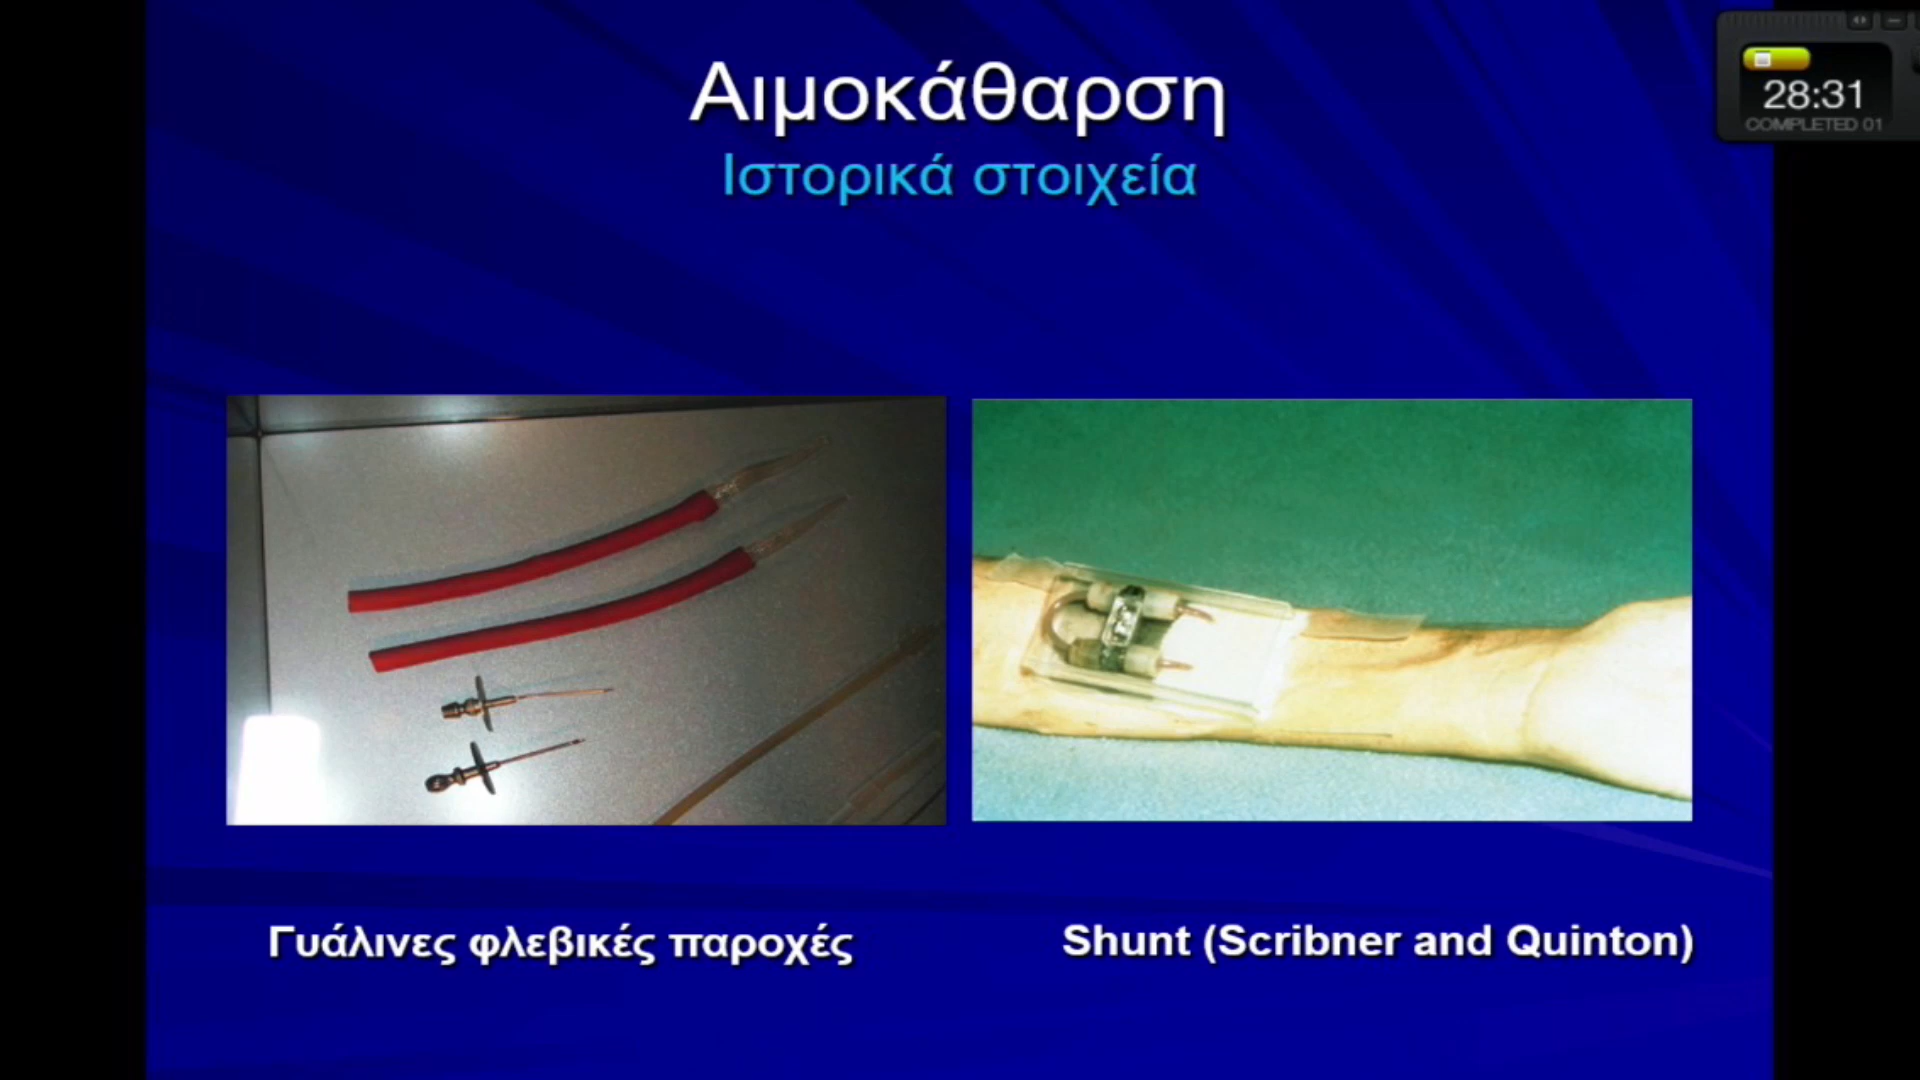 Αιμοκάθαρση
Ιστορικά στοιχεία
28:31
COMPLETED 01
Γυάλινες φλεβικές παροχές
Shunt (Scribner and Quinton)